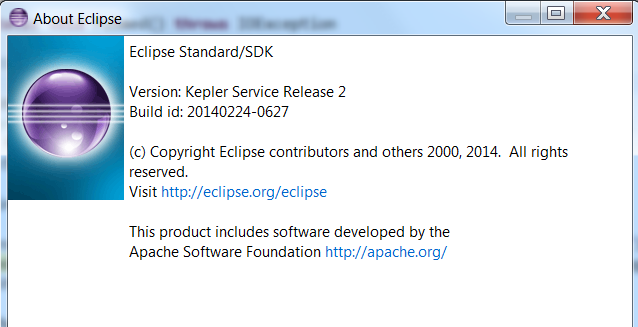 About Eclipse
throws IOException
Eclipse Standard/SDK
Version: Kepler Service Release 2
Build id: 20140224-0627
(c) Copyright Eclipse contributors and others 2000, 2014.  All rights
reserved.
Visit http://eclipse.org/eclipse
This product includes software developed by the
Apache Software Foundation http://apache.org/